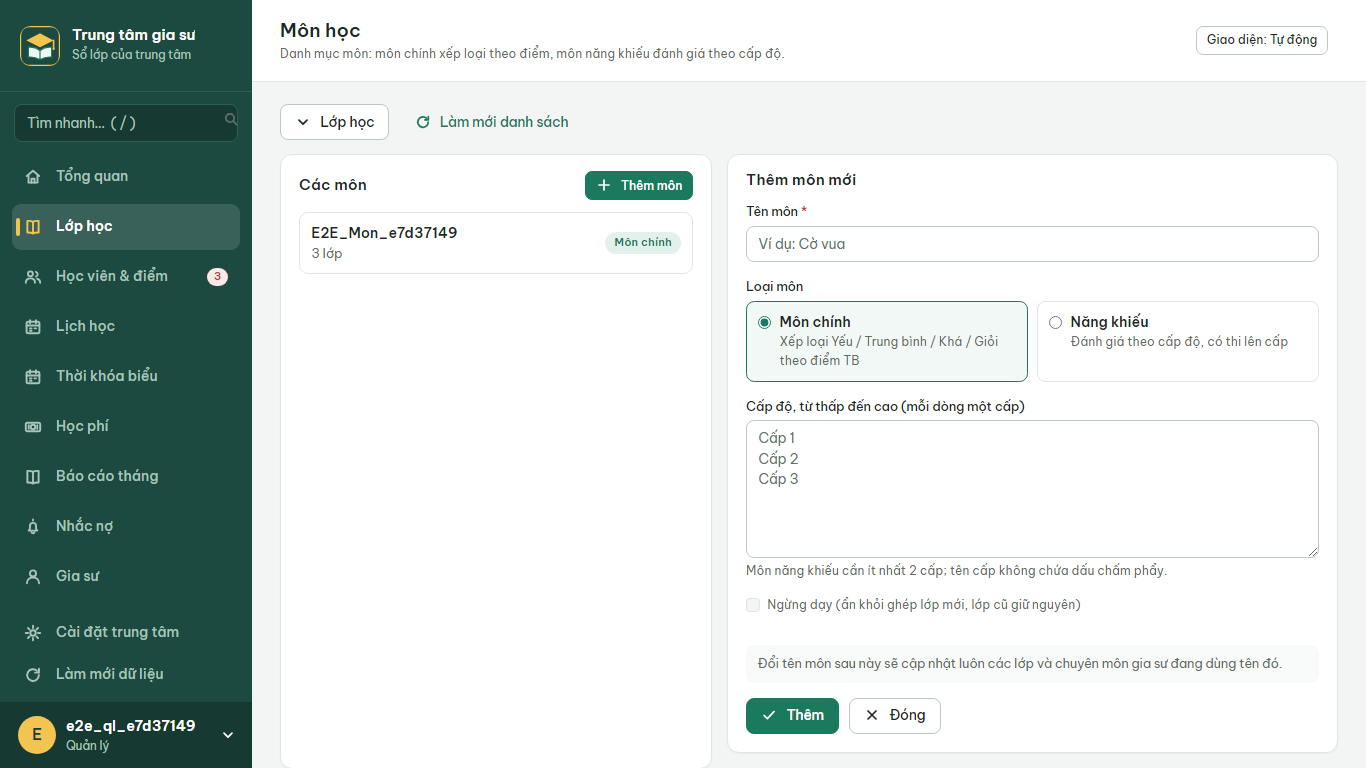 Trung tâm gia sư
Sổ lớp của trung tâm
Tìm nhanh... ( / )
Tổng quan
Lớp học
Học viên & điểm
3
Lịch học
Thời khóa biểu
Học phí
Báo cáo tháng
Nhắc nợ
Gia sư
Cài đặt trung tâm
Làm mới dữ liệu
E
e2e_ql_e7d37149
Quản lý
Môn học
Danh mục môn: môn chính xếp loại theo điểm, môn năng khiếu đánh giá theo cấp độ.
Giao diện: Tự động
Lớp học
Làm mới danh sách
Các môn
Thêm môn
E2E_Mon_e7d37149
3 lớp
Môn chính
Thêm môn mới
Tên môn *
Ví dụ: Cờ vua
Loại môn
Môn chính
Xếp loại Yếu / Trung bình / Khá / Giỏi
theo điểm TB
Năng khiếu
Đánh giá theo cấp độ, có thi lên cấp
Cấp độ, từ thấp đến cao (mỗi dòng một cấp)
Cấp 1
Cấp 2
Cấp 3
Môn năng khiếu cần ít nhất 2 cấp; tên cấp không chứa dấu chấm phẩy.
Ngừng dạy (ẩn khỏi ghép lớp mới, lớp cũ giữ nguyên)
Đổi tên môn sau này sẽ cập nhật luôn các lớp và chuyên môn gia sư đang dùng tên đó.
Thêm
Đóng